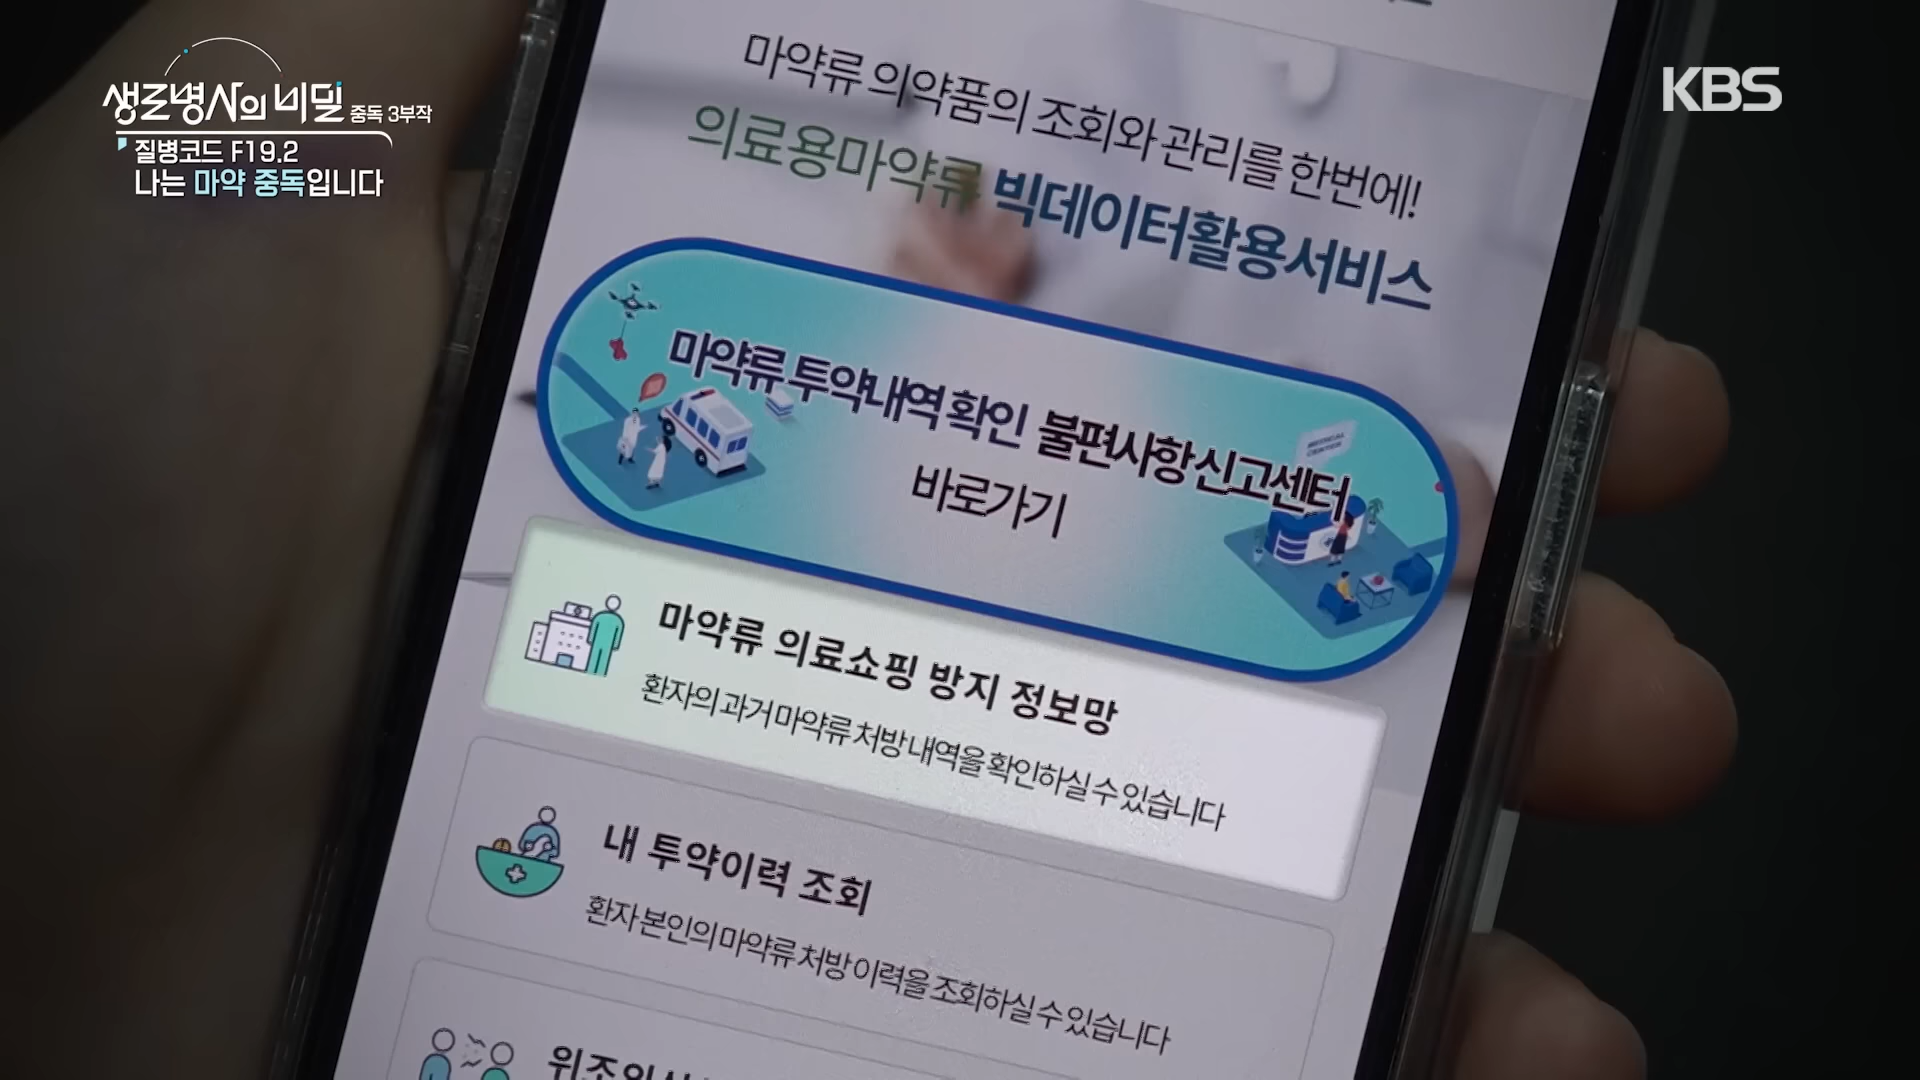 생로병사의 비밀 중독 3부작
질병코드 F19.2
나는 마약 중독입니다
KBS
마약류 의약품의 조회와 관리를 한번에!
의료용마약류 빅데이터활용서비스
마약류 투약내역 확인 불편사항신고센터
바로가기
MEDICAL
CENTER
마약류 의료쇼핑 방지 정보망
환자의 과거 마약류 처방 내역을 확인하실 수 있습니다
내 투약이력 조회
환자 본인의 마약류 처방 이력을 조회하실 수 있습니다